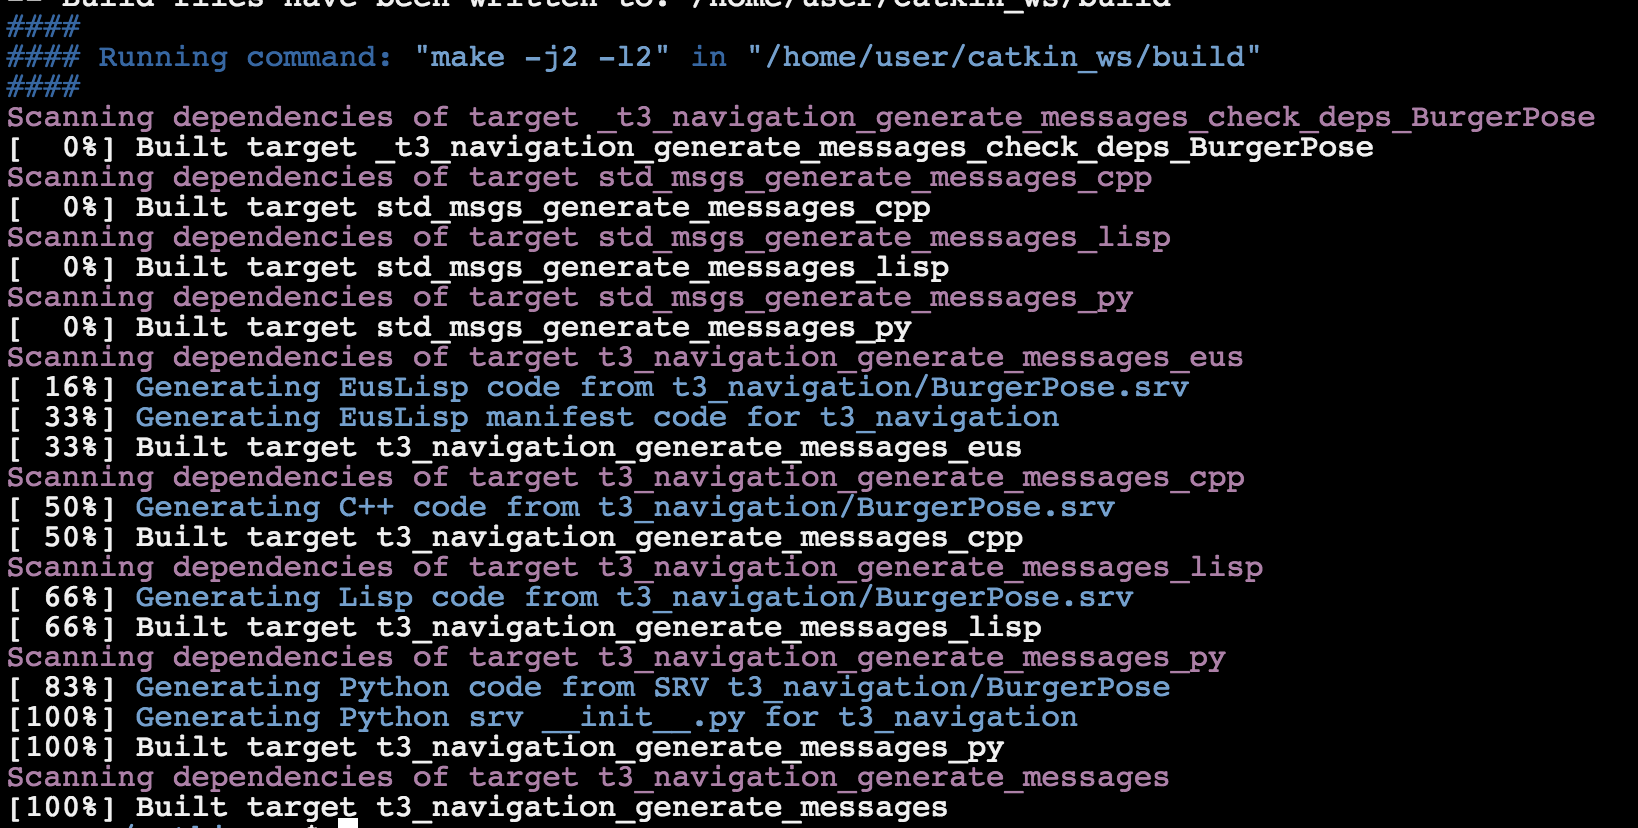 -- Build files have been written to: /home/user/catkin_ws/build
####
#### Running command: "make -j2 -l2" in "/home/user/catkin_ws/build"
####
Scanning dependencies of target _t3_navigation_generate_messages_check_deps_BurgerPose
[  0%] Built target _t3_navigation_generate_messages_check_deps_BurgerPose
Scanning dependencies of target std_msgs_generate_messages_cpp
[  0%] Built target std_msgs_generate_messages_cpp
Scanning dependencies of target std_msgs_generate_messages_lisp
[  0%] Built target std_msgs_generate_messages_lisp
Scanning dependencies of target std_msgs_generate_messages_py
[  0%] Built target std_msgs_generate_messages_py
Scanning dependencies of target t3_navigation_generate_messages_eus
[ 16%] Generating EusLisp code from t3_navigation/BurgerPose.srv
[ 33%] Generating EusLisp manifest code for t3_navigation
[ 33%] Built target t3_navigation_generate_messages_eus
Scanning dependencies of target t3_navigation_generate_messages_cpp
[ 50%] Generating C++ code from t3_navigation/BurgerPose.srv
[ 50%] Built target t3_navigation_generate_messages_cpp
Scanning dependencies of target t3_navigation_generate_messages_lisp
[ 66%] Generating Lisp code from t3_navigation/BurgerPose.srv
[ 66%] Built target t3_navigation_generate_messages_lisp
Scanning dependencies of target t3_navigation_generate_messages_py
[ 83%] Generating Python code from SRV t3_navigation/BurgerPose
[100%] Generating Python srv __init__.py for t3_navigation
[100%] Built target t3_navigation_generate_messages_py
Scanning dependencies of target t3_navigation_generate_messages
[100%] Built target t3_navigation_generate_messages